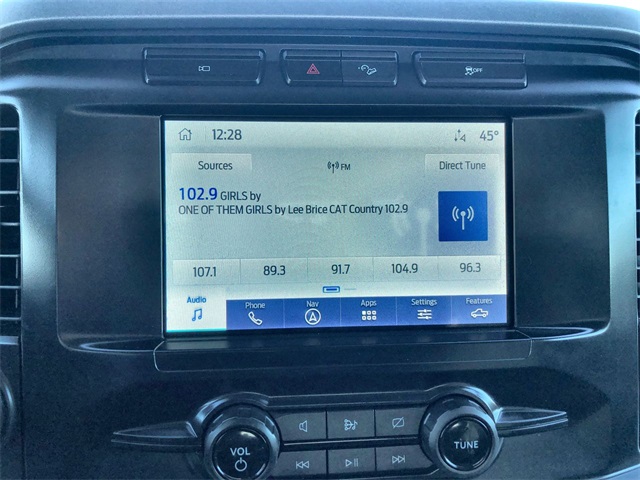 OFF
12:28
45°
Sources
FM
Direct Tune
102.9 GIRLS by
ONE OF THEM GIRLS by Lee Brice CAT Country 102.9
107.1 89.3 91.7 104.9 96.3
Audio Phone Nav Apps Settings Features
VOL
TUNE